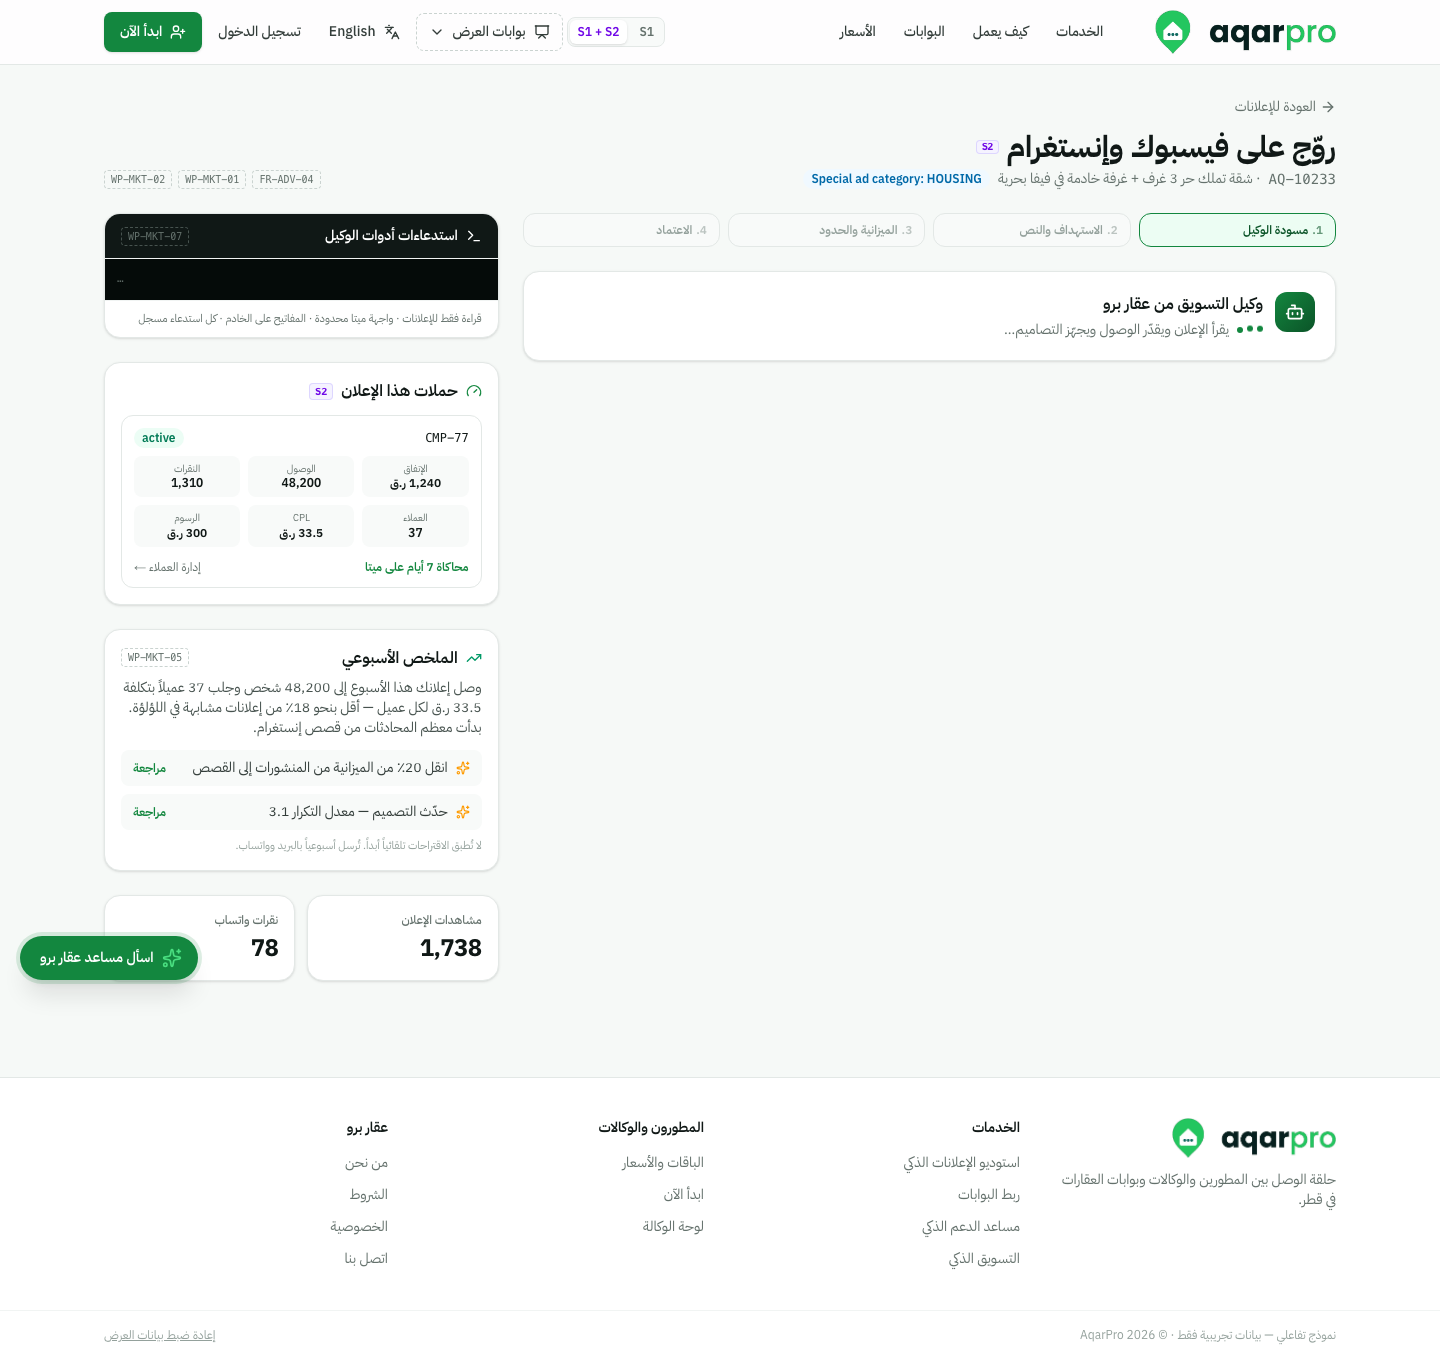 aqarpro
الخدمات
كيف يعمل
البوابات
الأسعار
S1
S1 + S2
بوابات العرض
English
تسجيل الدخول
ابدأ الآن
العودة للإعلانات
روّج على فيسبوك وإنستغرام S2
AQ-10233 · شقة تملك حر 3 غرف + غرفة خادمة في فيفا بحرية Special ad category: HOUSING
FR-ADV-04 WP-MKT-01 WP-MKT-02
1. مسودة الوكيل
2. الاستهداف والنص
3. الميزانية والحدود
4. الاعتماد
وكيل التسويق من عقار برو
يقرأ الإعلان ويقدّر الوصول ويجهّز التصاميم...
استدعاءات أدوات الوكيل
WP-MKT-07
…
قراءة فقط للإعلانات · واجهة ميتا محدودة · المفاتيح على الخادم · كل استدعاء مسجل
حملات هذا الإعلان S2
CMP-77
active
الإنفاق
1,240 ر.ق
الوصول
48,200
النقرات
1,310
العملاء
37
CPL
33.5 ر.ق
الرسوم
300 ر.ق
محاكاة 7 أيام على ميتا
إدارة العملاء ←
الملخص الأسبوعي
WP-MKT-05
وصل إعلانك هذا الأسبوع إلى 48,200 شخص وجلب 37 عميلاً بتكلفة
33.5 ر.ق لكل عميل — أقل بنحو 18٪ من إعلانات مشابهة في اللؤلؤة.
بدأت معظم المحادثات من قصص إنستغرام.
انقل 20٪ من الميزانية من المنشورات إلى القصص
مراجعة
حدّث التصميم — معدل التكرار 3.1
مراجعة
لا تُطبق الاقتراحات تلقائياً أبداً. تُرسل أسبوعياً بالبريد وواتساب.
مشاهدات الإعلان
1,738
نقرات واتساب
78
اسأل مساعد عقار برو
aqarpro
حلقة الوصل بين المطورين والوكالات وبوابات العقارات
في قطر.
الخدمات
استوديو الإعلانات الذكي
ربط البوابات
مساعد الدعم الذكي
التسويق الذكي
المطورون والوكالات
الباقات والأسعار
ابدأ الآن
لوحة الوكالة
عقار برو
من نحن
الشروط
الخصوصية
اتصل بنا
نموذج تفاعلي — بيانات تجريبية فقط · © 2026 AqarPro
إعادة ضبط بيانات العرض